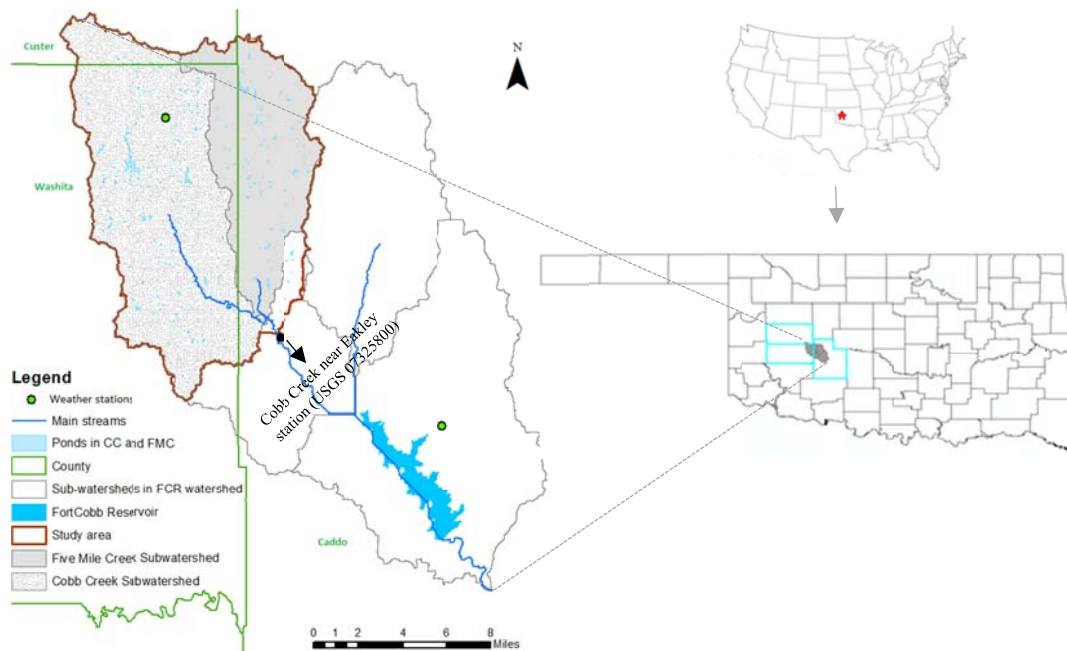 Custer
N
Washita
Cobb Creek near Eakley
station (USGS 07325800)
Legend
Weather stations
Main streams
Ponds in CC and FMC
County
Sub-watersheds in FCR watershed
FortCobb Reservoir
Study area
Five Mile Creek Subwatershed
Cobb Creek Subwatershed
Caddo
0 1 2 4 6 8
Miles